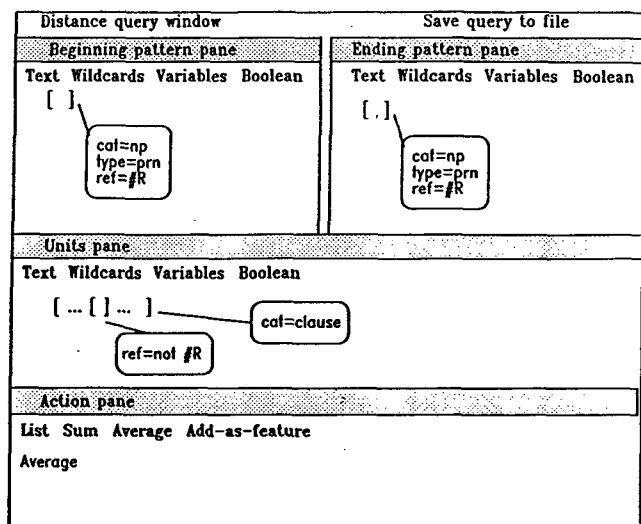 Distance query window Save query to file
Beginning pattern pane
Text Wildcards Variables Boolean
[ ]
cat=np
type=prn
ref=#R
Ending pattern pane
Text Wildcards Variables Boolean
[ . ]
cat=np
type=prn
ref=#R
Units pane
Text Wildcards Variables Boolean
[ ... [ ] ... ]
cat=clause
ref=not #R
Action pane
List Sum Average Add-as-feature
Average